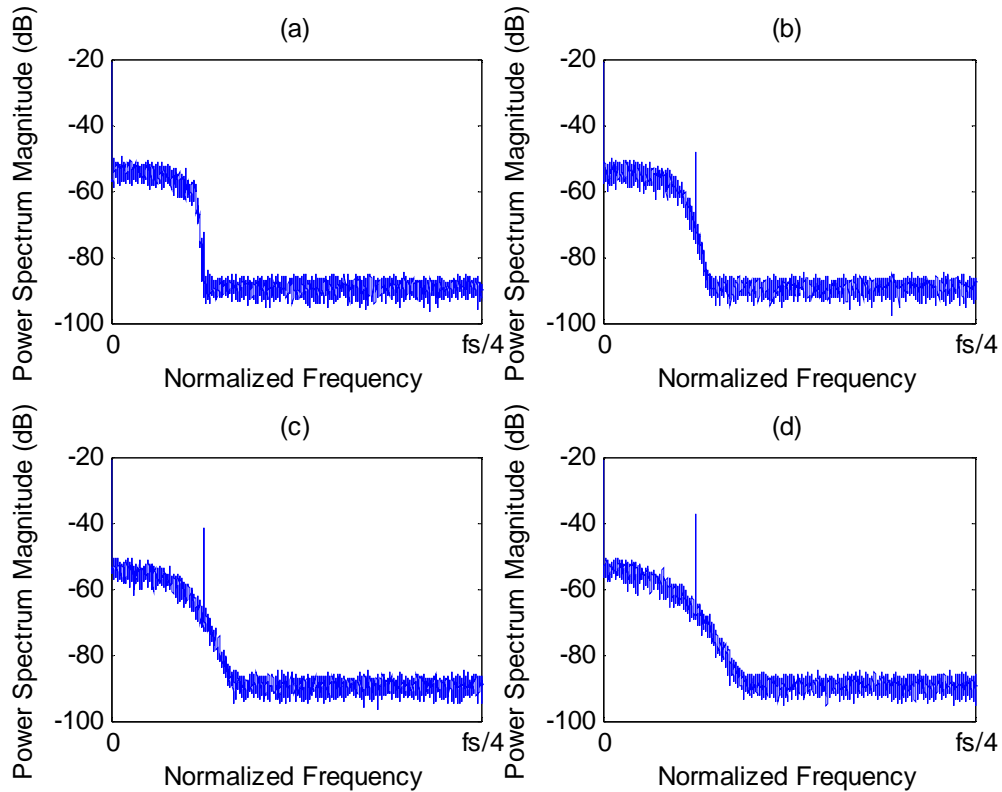 (a)
Power Spectrum Magnitude (dB)
-20
-40
-60
-80
-100
0
fs/4
Normalized Frequency
(b)
Power Spectrum Magnitude (dB)
-20
-40
-60
-80
-100
0
fs/4
Normalized Frequency
(c)
Power Spectrum Magnitude (dB)
-20
-40
-60
-80
-100
0
fs/4
Normalized Frequency
(d)
Power Spectrum Magnitude (dB)
-20
-40
-60
-80
-100
0
fs/4
Normalized Frequency